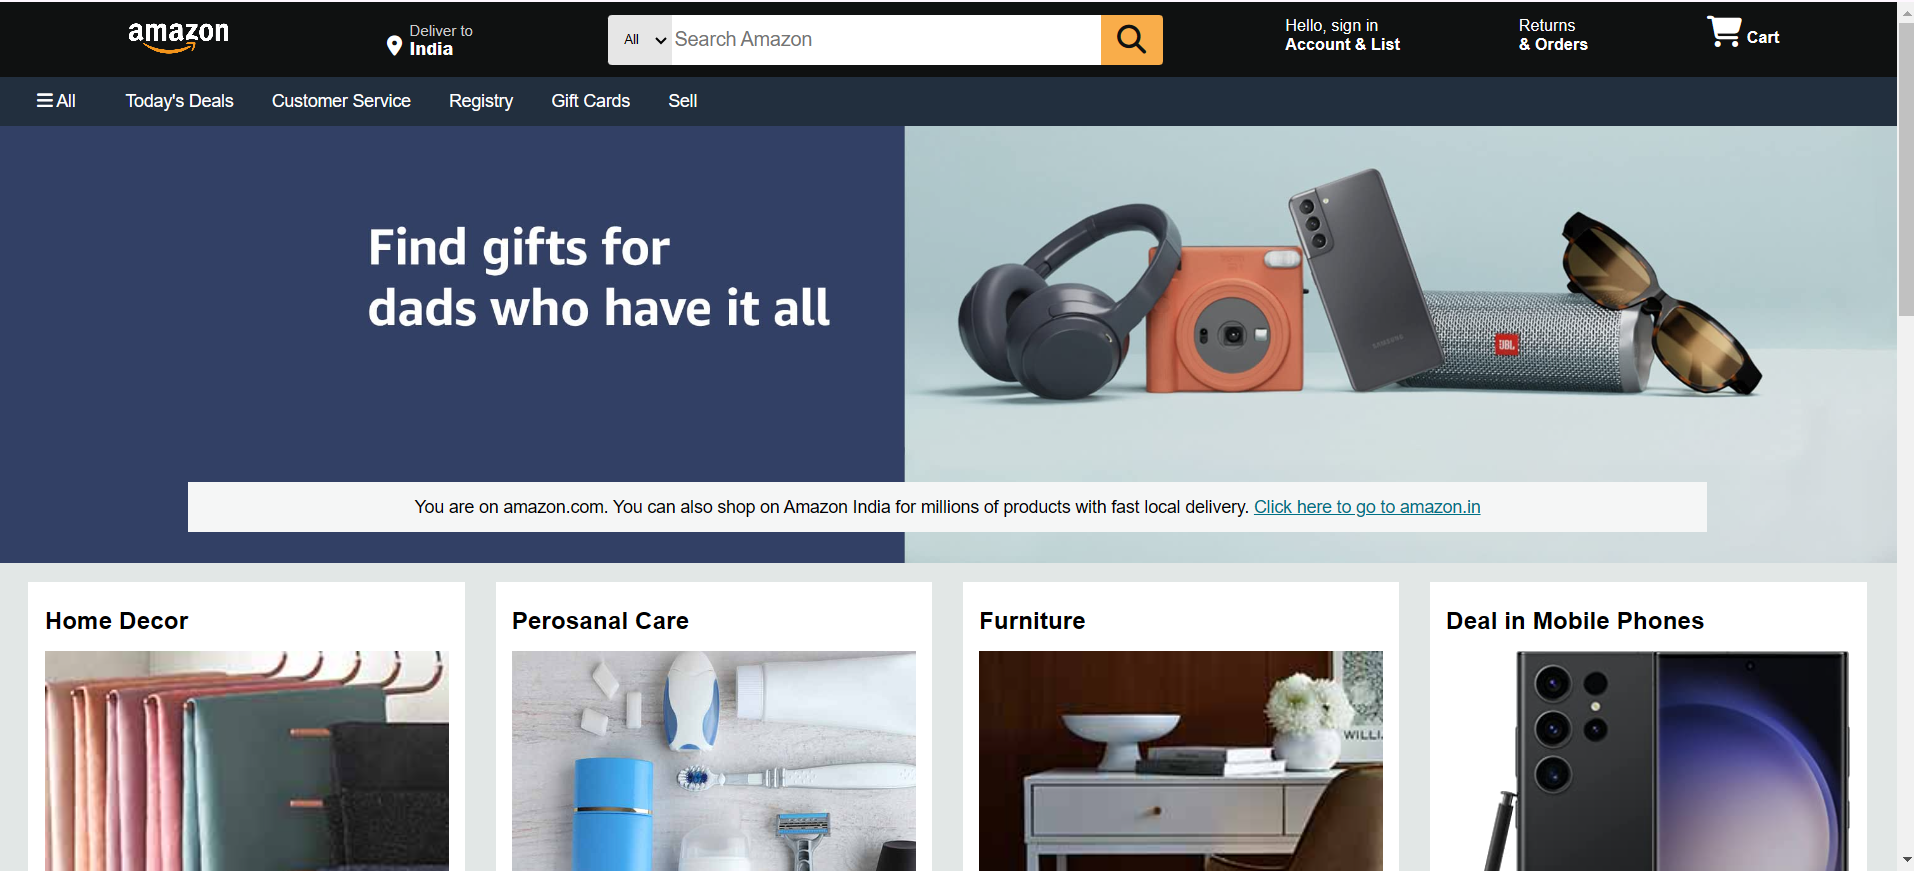 amazon
Deliver to
India
All
Search Amazon
Hello, sign in
Account & List
Returns
& Orders
Cart
All
Today's Deals
Customer Service
Registry
Gift Cards
Sell
Find gifts for
dads who have it all
SAMSUNG
JBL
You are on amazon.com. You can also shop on Amazon India for millions of products with fast local delivery. Click here to go to amazon.in
Home Decor
Perosanal Care
Furniture
Deal in Mobile Phones
WILLI